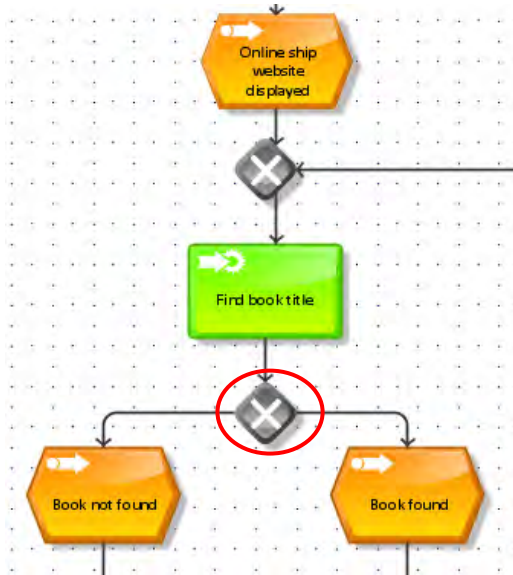 Online ship
website
displayed
Find book title
Book not found
Book found